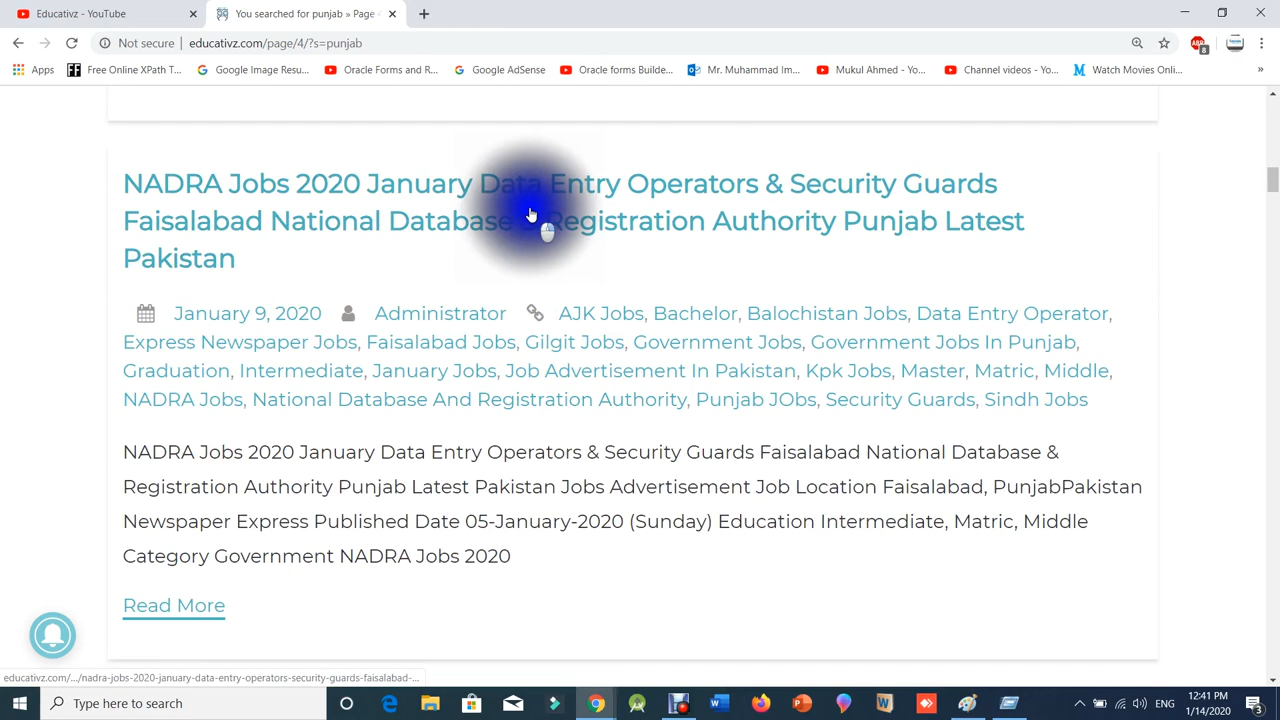 Educativz - YouTube
You searched for punjab » Page
Not secure
educativz.com/page/4/?s=punjab
8
Apps
Free Online XPath T...
Google Image Resu...
Oracle Forms and R...
Google AdSense
Oracle forms Builde...
Mr. Muhammad Im...
Mukul Ahmed - Yo...
Channel videos - Yo...
Watch Movies Onli...
»
NADRA Jobs 2020 January Data Entry Operators & Security Guards
Faisalabad National Database & Registration Authority Punjab Latest
Pakistan
January 9, 2020 Administrator AJK Jobs, Bachelor, Balochistan Jobs, Data Entry Operator,
Express Newspaper Jobs, Faisalabad Jobs, Gilgit Jobs, Government Jobs, Government Jobs In Punjab,
Graduation, Intermediate, January Jobs, Job Advertisement In Pakistan, Kpk Jobs, Master, Matric, Middle,
NADRA Jobs, National Database And Registration Authority, Punjab JObs, Security Guards, Sindh Jobs
NADRA Jobs 2020 January Data Entry Operators & Security Guards Faisalabad National Database &
Registration Authority Punjab Latest Pakistan Jobs Advertisement Job Location Faisalabad, PunjabPakistan
Newspaper Express Published Date 05-January-2020 (Sunday) Education Intermediate, Matric, Middle
Category Government NADRA Jobs 2020
Read More
educativz.com/.../nadra-jobs-2020-january-data-entry-operators-security-guards-faisalabad-...
Type here to search
ENG
12:41 PM
1/14/2020
3